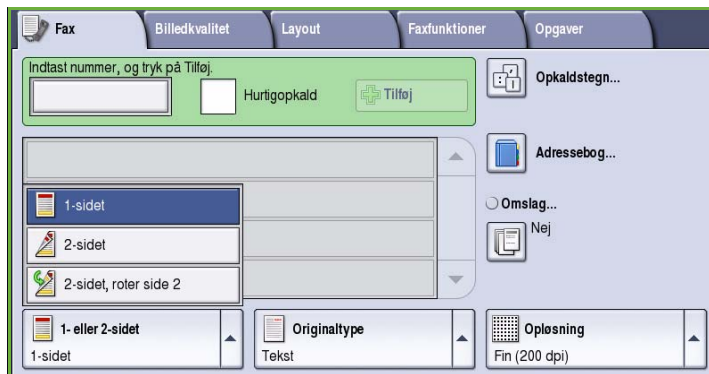 Fax
Billedkvalitet
Layout
Faxfunktioner
Opgaver
Indtast nummer, og tryk på Tilføj.
Hurtigopkald
Tilføj
Opkaldstegn...
Adressebog...
Omslag...
Nej
1-sidet
2-sidet
2-sidet, roter side 2
1- eller 2-sidet
1-sidet
Originaltype
Tekst
Opløsning
Fin (200 dpi)